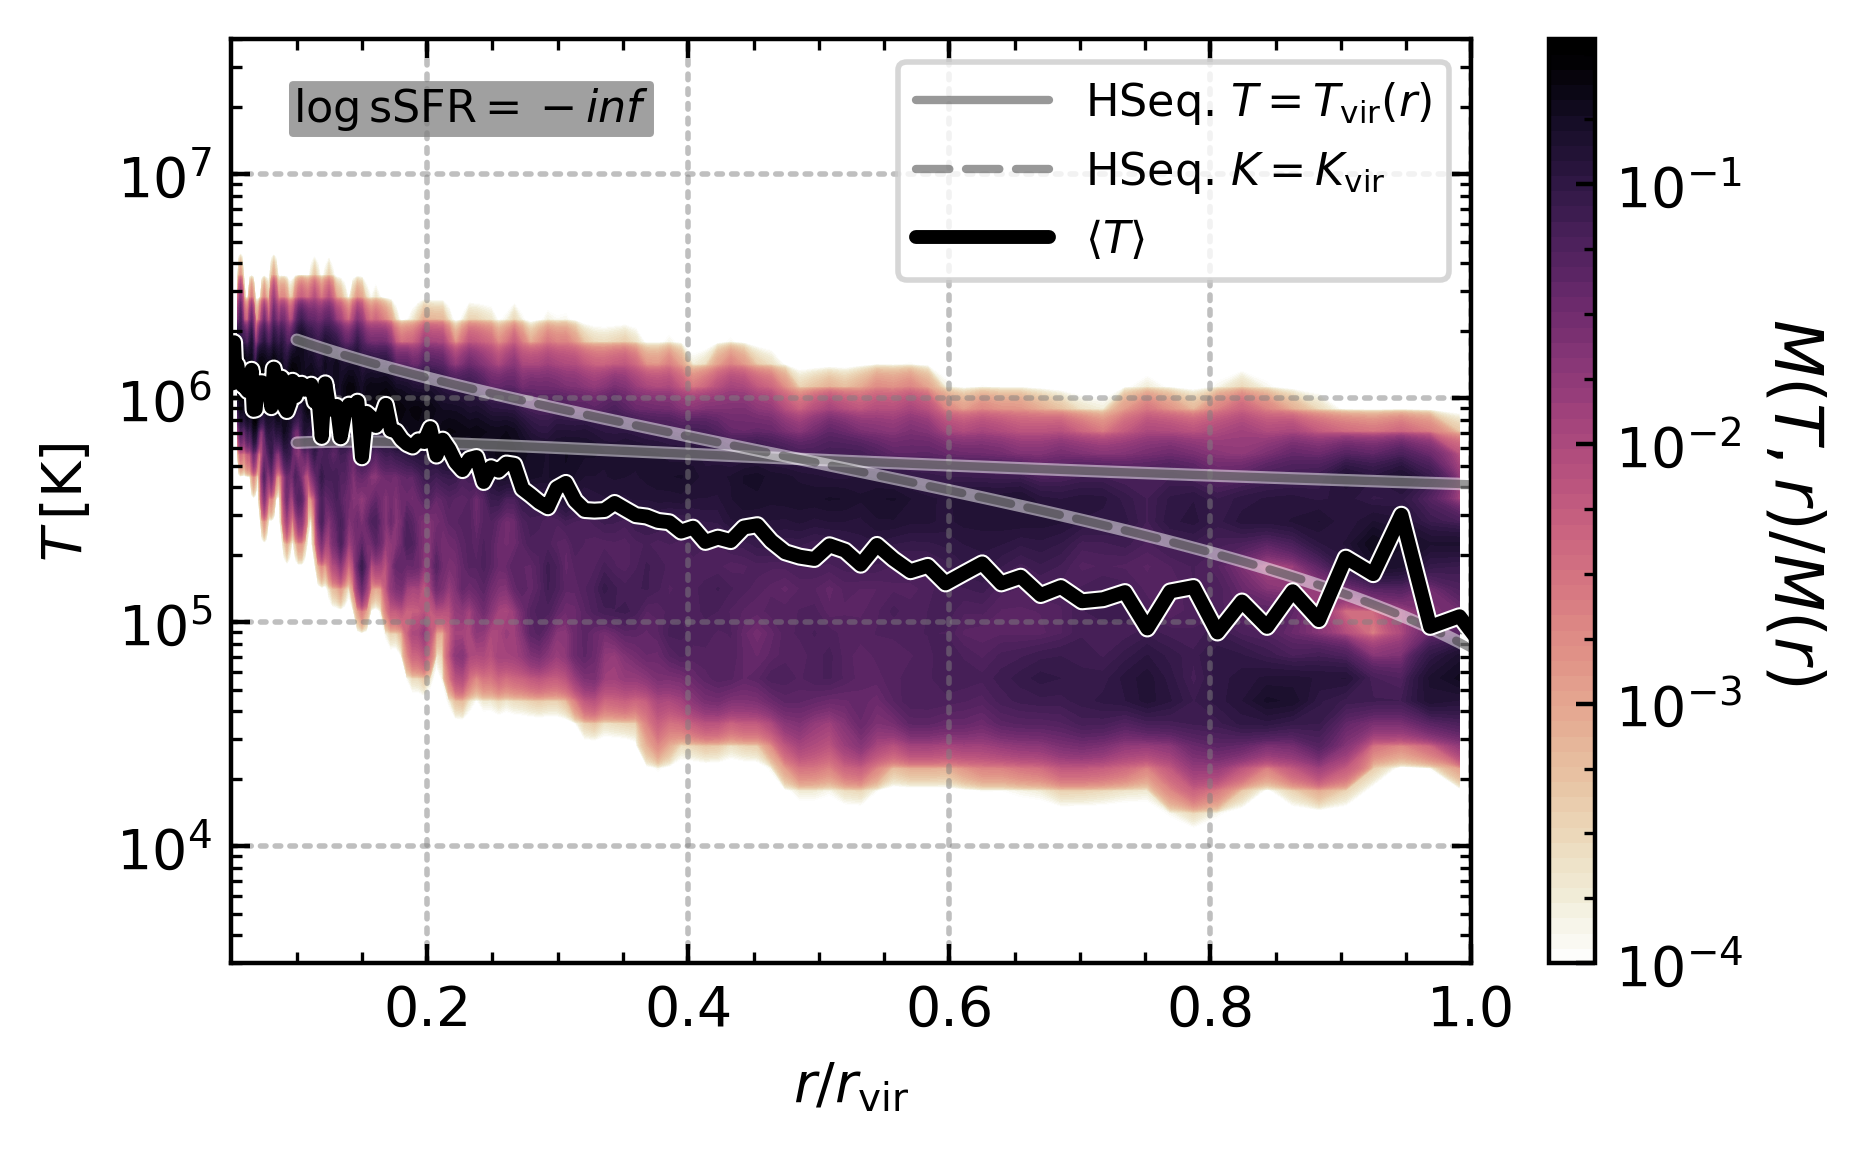 log sSFR = −inf
HSeq. T = T_vir(r)
HSeq. K = K_vir
⟨T⟩
10^7
10^6
10^5
10^4
T [K]
0.2 0.4 0.6 0.8 1.0
r/r_vir
10^−1
10^−2
10^−3
10^−4
M(T, r)/M(r)